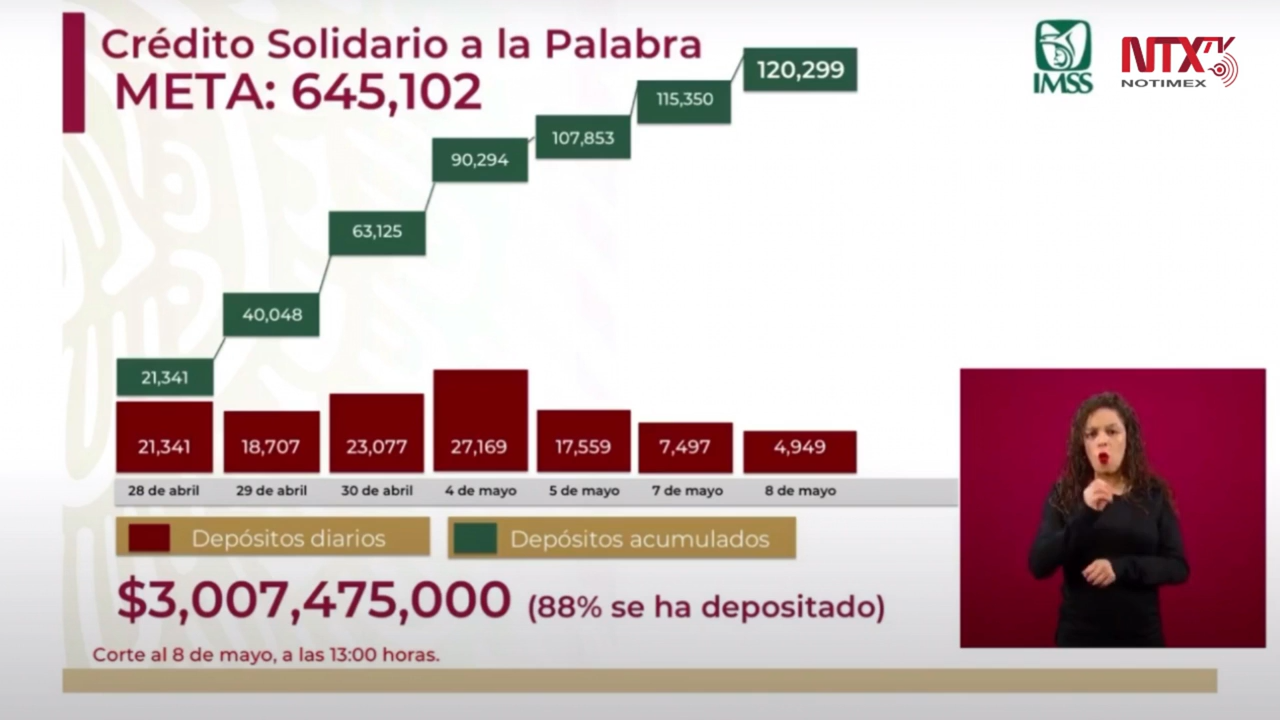 Crédito Solidario a la Palabra
META: 645,102
IMSS
NTX
NOTIMEX
120,299
115,350
107,853
90,294
63,125
40,048
21,341
21,341
18,707
23,077
27,169
17,559
7,497
4,949
28 de abril
29 de abril
30 de abril
4 de mayo
5 de mayo
7 de mayo
8 de mayo
Depósitos diarios
Depósitos acumulados
$3,007,475,000 (88% se ha depositado)
Corte al 8 de mayo, a las 13:00 horas.